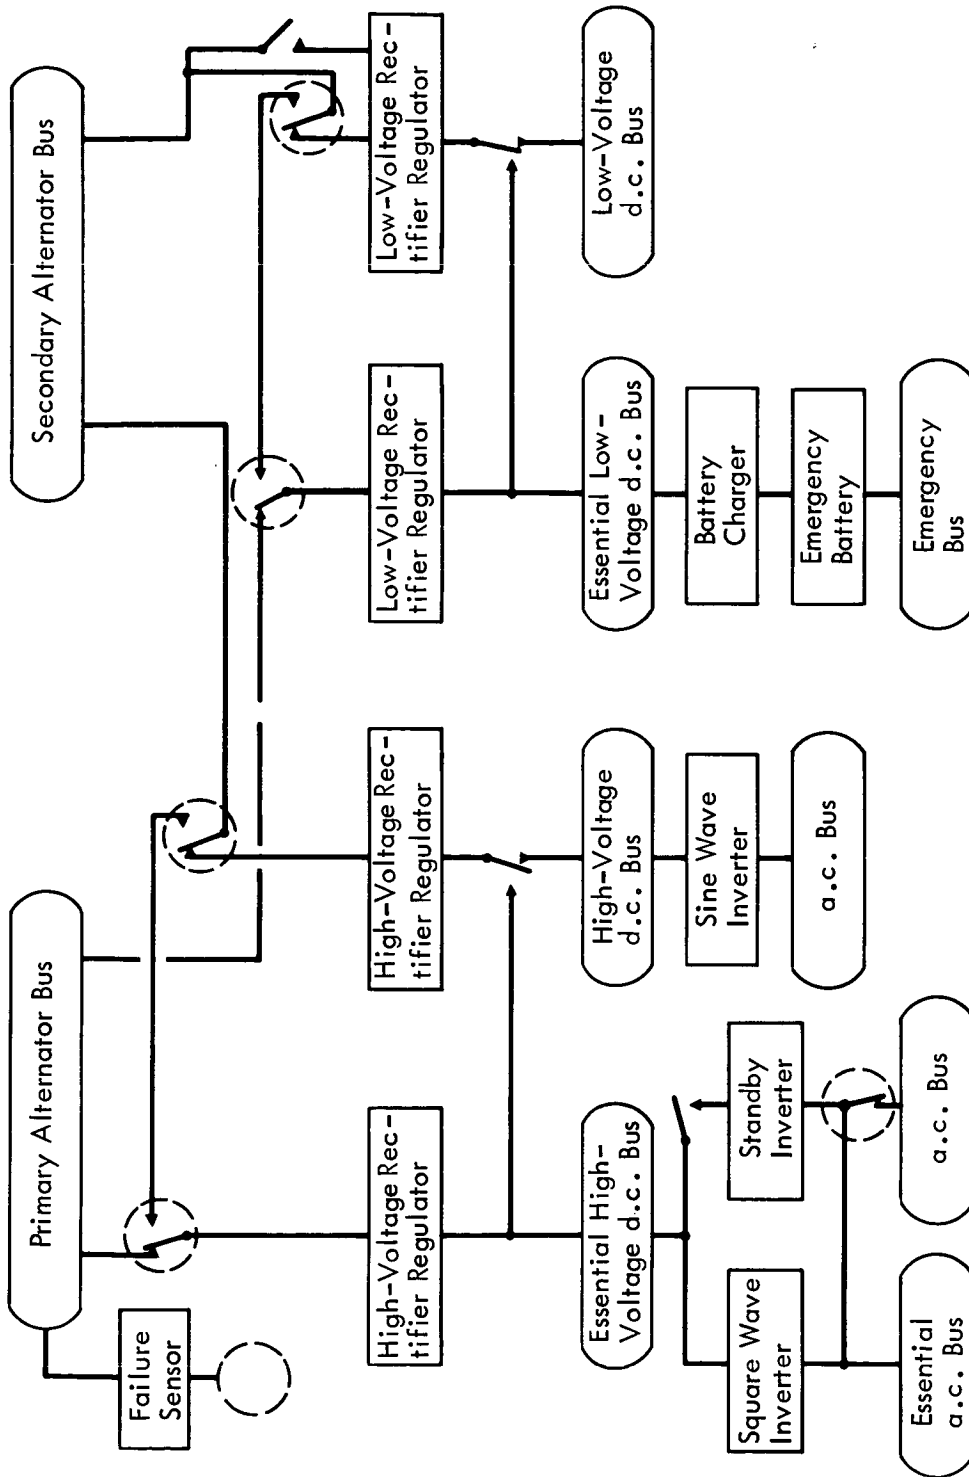 Primary Alternator Bus
Secondary Alternator Bus
Failure
Sensor
High-Voltage Rec-
tifier Regulator
High-Voltage Rec-
tifier Regulator
Low-Voltage Rec-
tifier Regulator
Low-Voltage Rec-
tifier Regulator
Essential High-
Voltage d.c. Bus
High-Voltage
d.c. Bus
Essential Low-
Voltage d.c. Bus
Low-Voltage
d.c. Bus
Square Wave
Inverter
Standby
Inverter
Sine Wave
Inverter
Battery
Charger
a.c. Bus
Emergency
Battery
Essential
a.c. Bus
a.c. Bus
Emergency
Bus